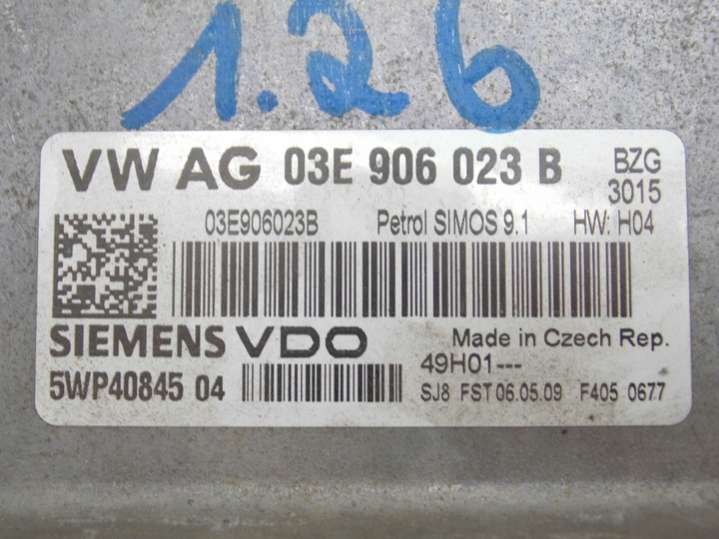 1.26
VW AG 03E 906 023 B BZG
3015
03E906023B Petrol SIMOS 9.1 HW: H04
SIEMENS VDO Made in Czech Rep.
49H01---
5WP40845 04 SJ8 FST 06.05.09 F405 0677